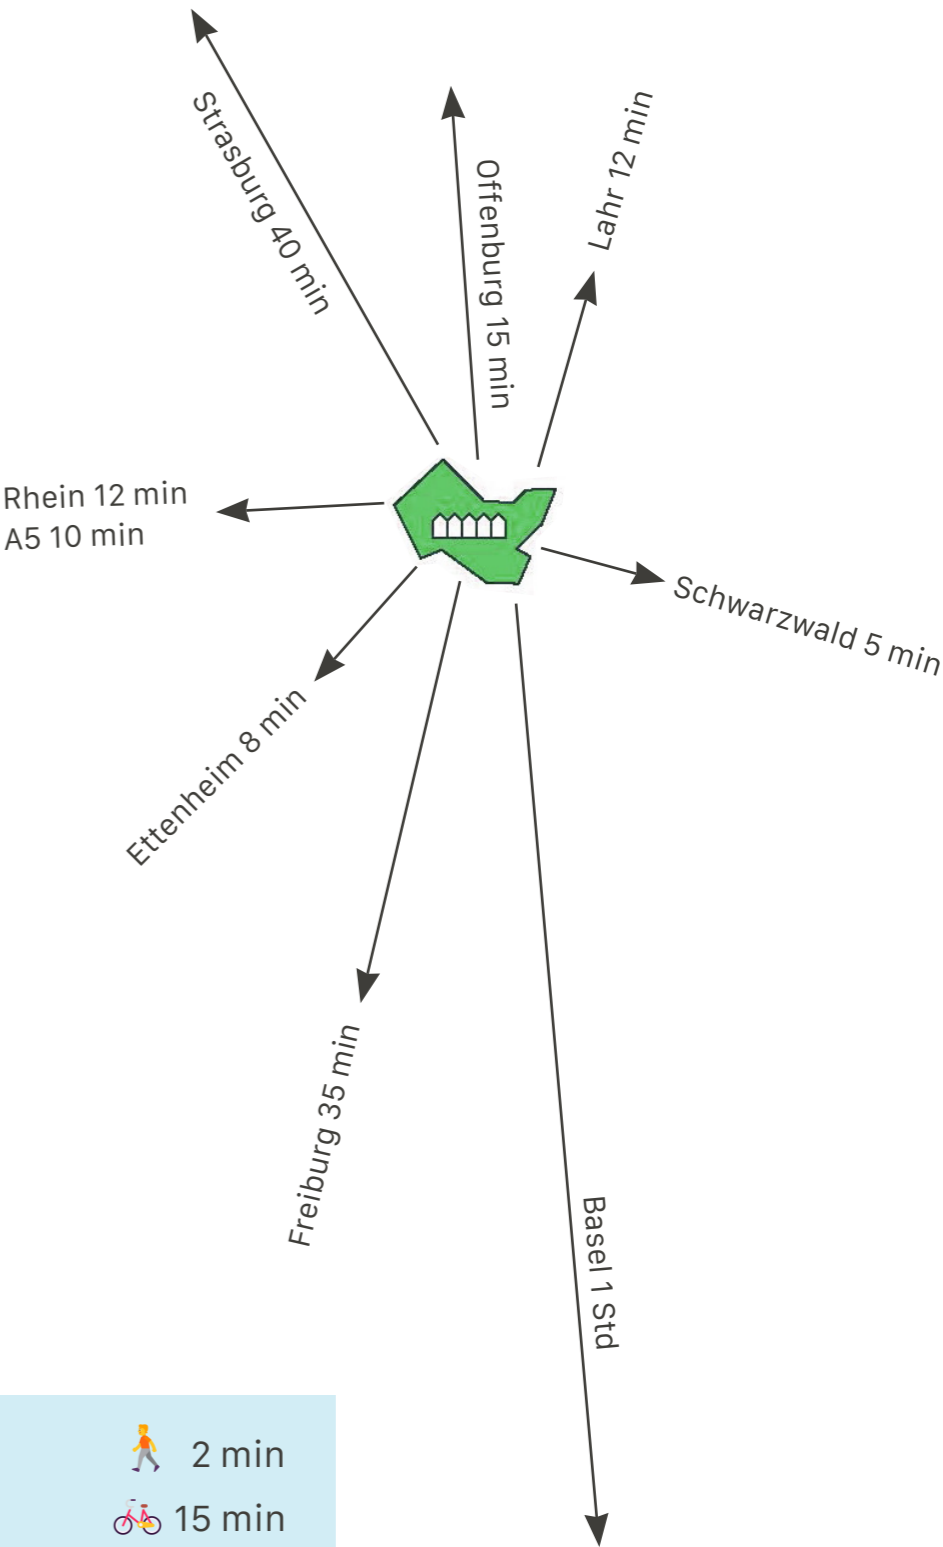 Strasburg 40 min
Offenburg 15 min
Lahr 12 min
Rhein 12 min
A5 10 min
Schwarzwald 5 min
Ettenheim 8 min
Freiburg 35 min
Basel 1 Std
2 min
15 min